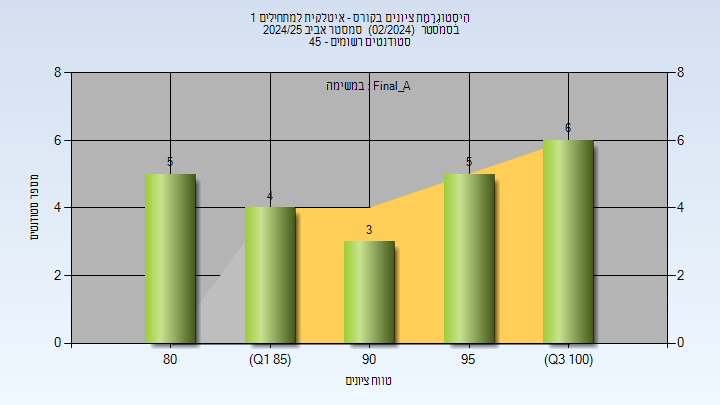 היסטוגרמת ציונים בקורס - איטלקית למתחילים 1
בסמסטר (02/2024) סמסטר אביב 2024/25
סטודנטים רשומים - 45
במשימה : Final_A
מספר סטודנטים
8
6
4
2
0
8
6
4
2
0
5
4
3
5
6
80
(Q1 85)
90
95
(Q3 100)
טווח ציונים